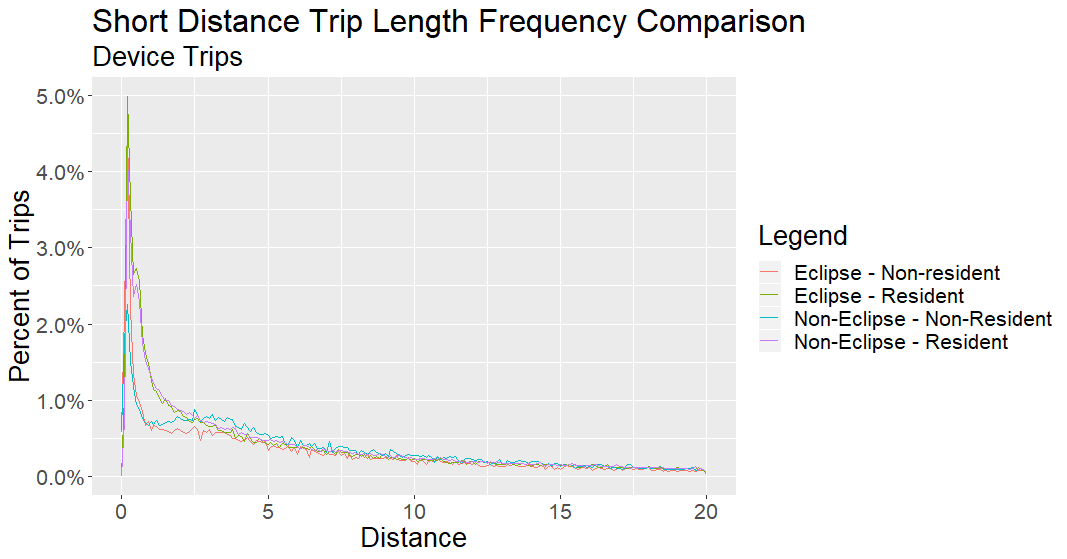 Short Distance Trip Length Frequency Comparison
Device Trips
5.0%
4.0%
3.0%
2.0%
1.0%
0.0%
Percent of Trips
0 5 10 15 20
Distance
Legend
Eclipse - Non-resident
Eclipse - Resident
Non-Eclipse - Non-Resident
Non-Eclipse - Resident